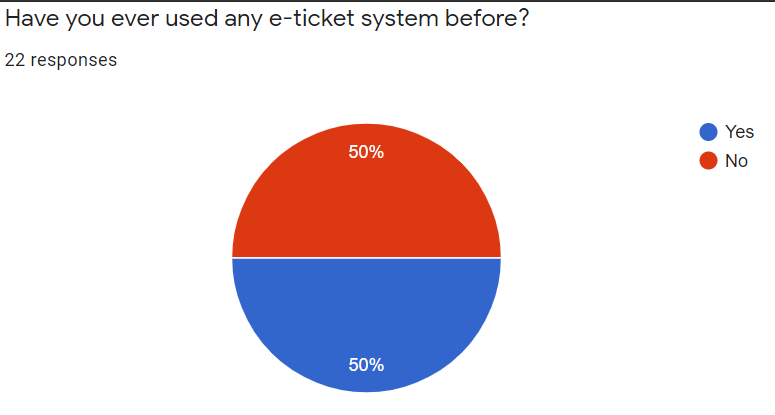 Have you ever used any e-ticket system before?
22 responses
50%
50%
Yes
No